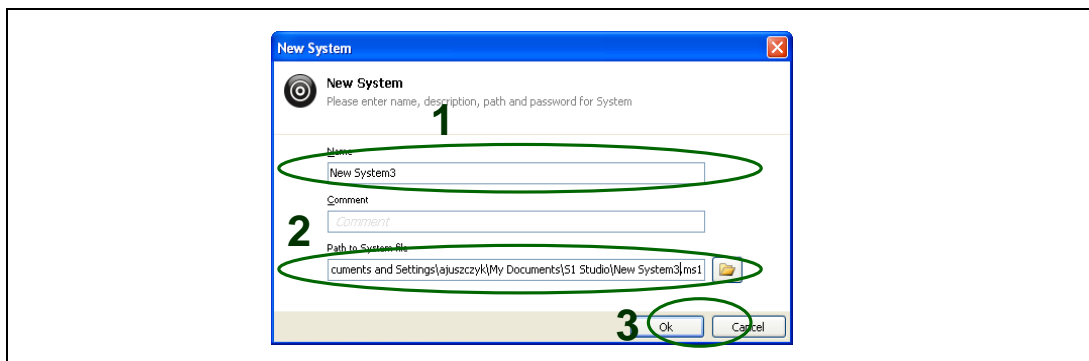 New System
New System
Please enter name, description, path and password for System
1
Name
New System3
Comment
Comment
2
Path to System file
cuments and Settings\ajuszczyk\My Documents\S1 Studio\New System3.ms1
3
Ok
Cancel